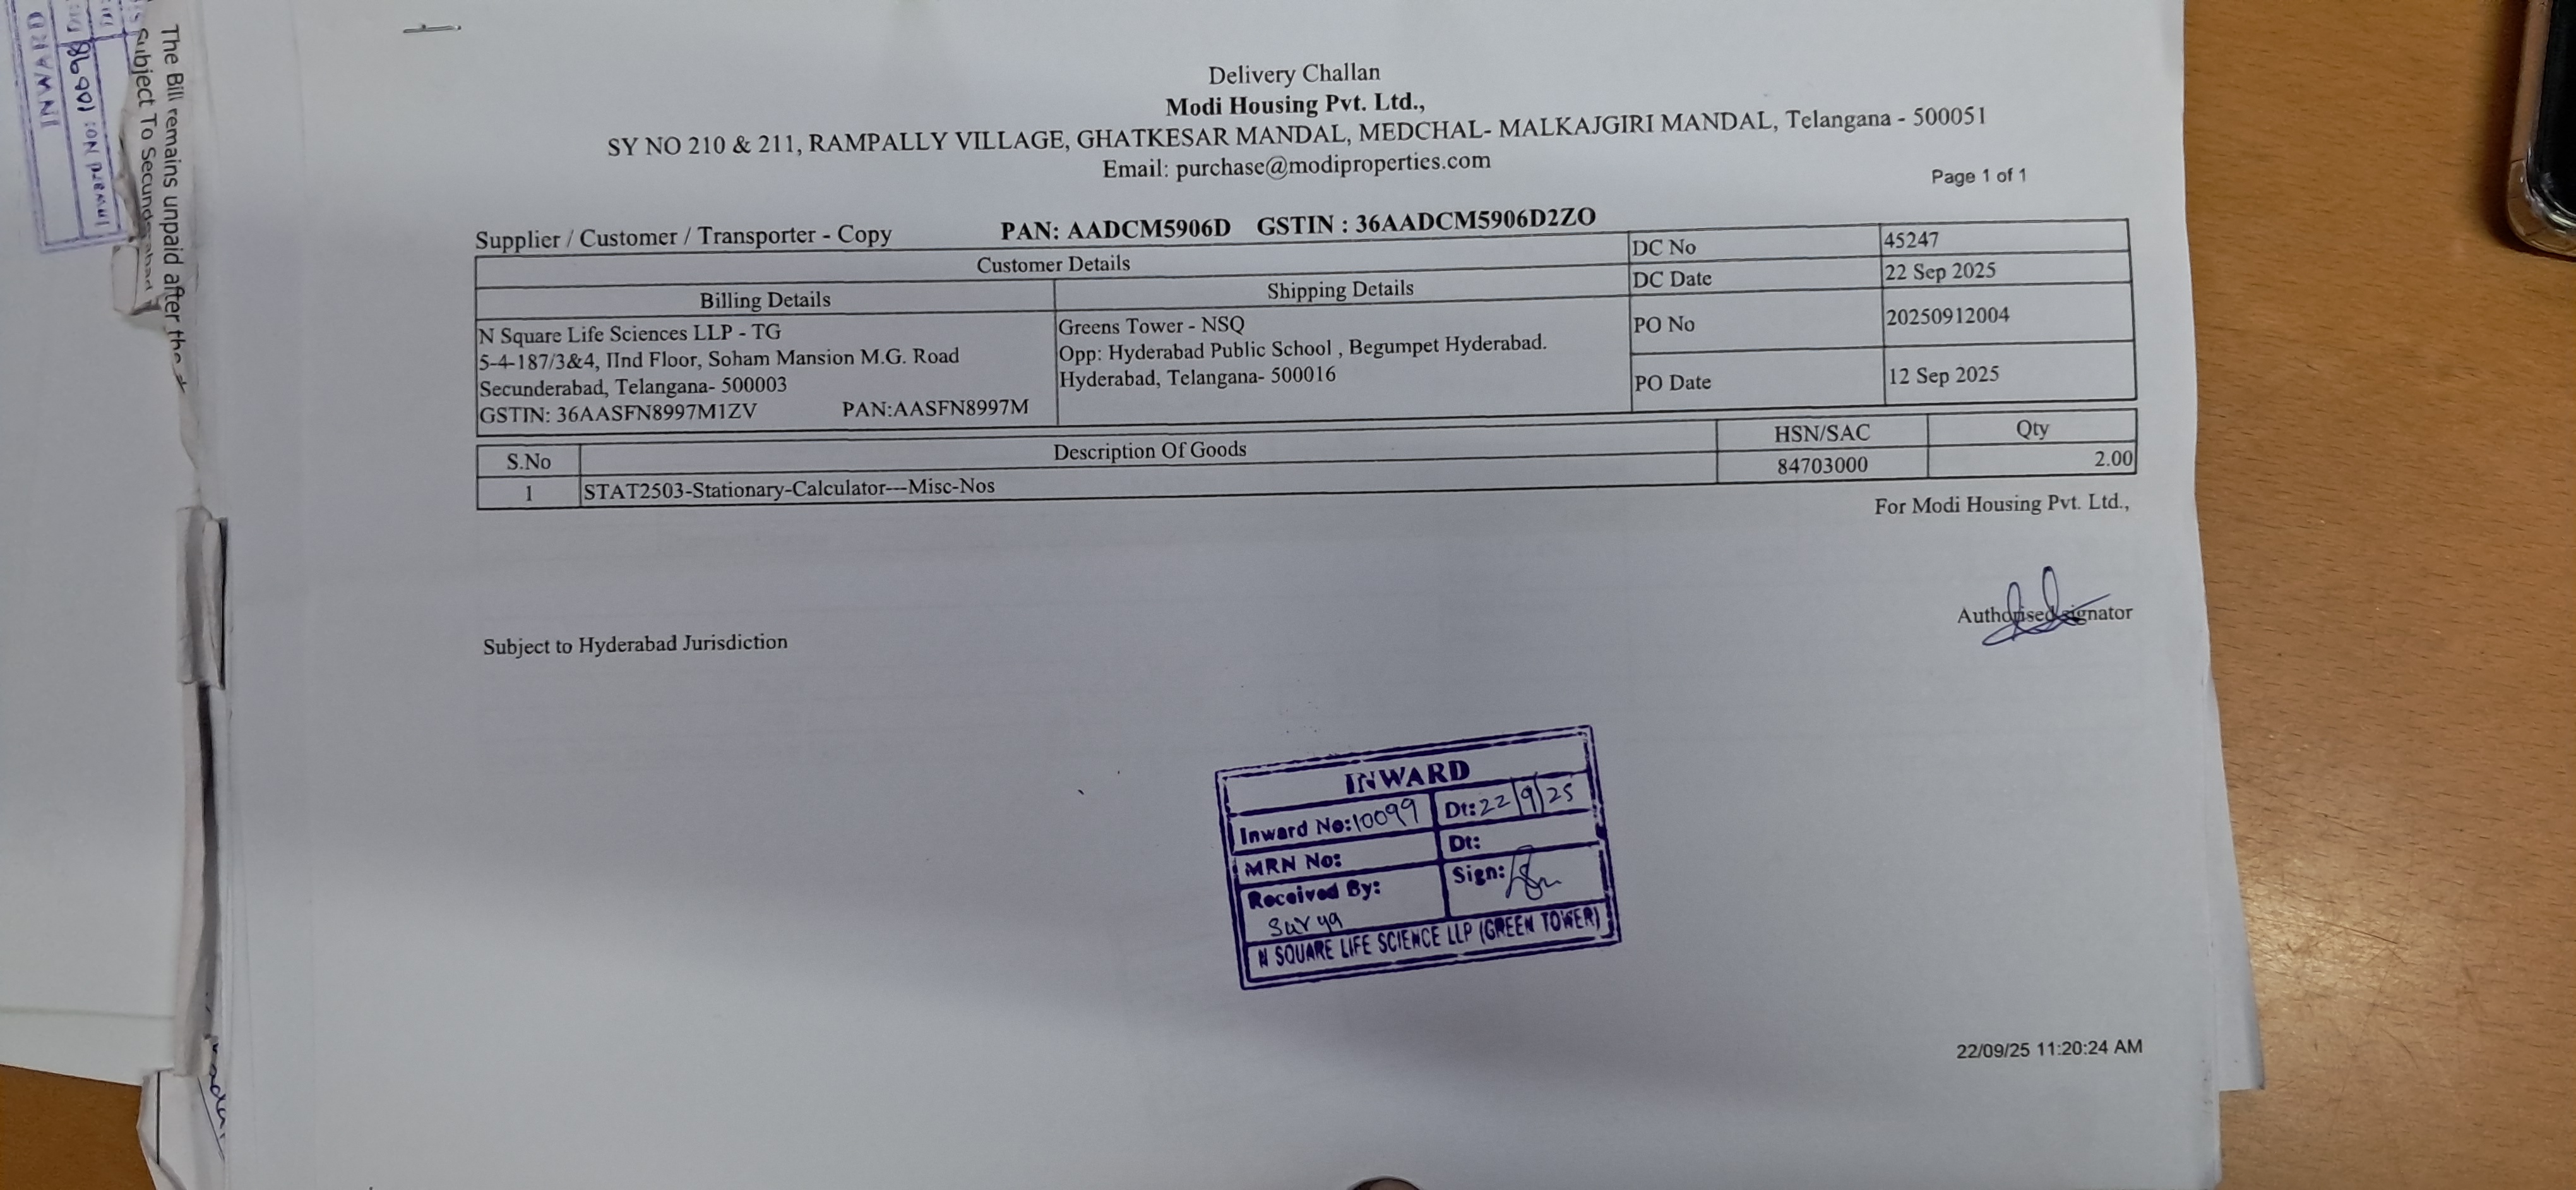 Delivery Challan
Modi Housing Pvt. Ltd.,
SY NO 210 & 211, RAMPALLY VILLAGE, GHATKESAR MANDAL, MEDCHAL- MALKAJGIRI MANDAL, Telangana - 500051
Email: purchase@modiproperties.com
Page 1 of 1
Supplier / Customer / Transporter - Copy PAN: AADCM5906D GSTIN : 36AADCM5906D2ZO
Customer Details
DC No 45247
Billing Details Shipping Details
DC Date 22 Sep 2025
N Square Life Sciences LLP - TG
5-4-187/3&4, IInd Floor, Soham Mansion M.G. Road
Secunderabad, Telangana- 500003
GSTIN: 36AASFN8997M1ZV PAN:AASFN8997M
Greens Tower - NSQ
Opp: Hyderabad Public School , Begumpet Hyderabad.
Hyderabad, Telangana- 500016
PO No 20250912004
PO Date 12 Sep 2025
S.No Description Of Goods HSN/SAC Qty
1 STAT2503-Stationary-Calculator---Misc-Nos 84703000 2.00
For Modi Housing Pvt. Ltd.,
Authorised signator
Subject to Hyderabad Jurisdiction
INWARD
Inward No: 10099 Dt: 22/9/25
MRN No: Dt:
Received By: Sign:
Surya
N SQUARE LIFE SCIENCE LLP (GREEN TOWER)
22/09/25 11:20:24 AM
The Bill remains unpaid after the
Subject To
INWARD
Inward No: 10098